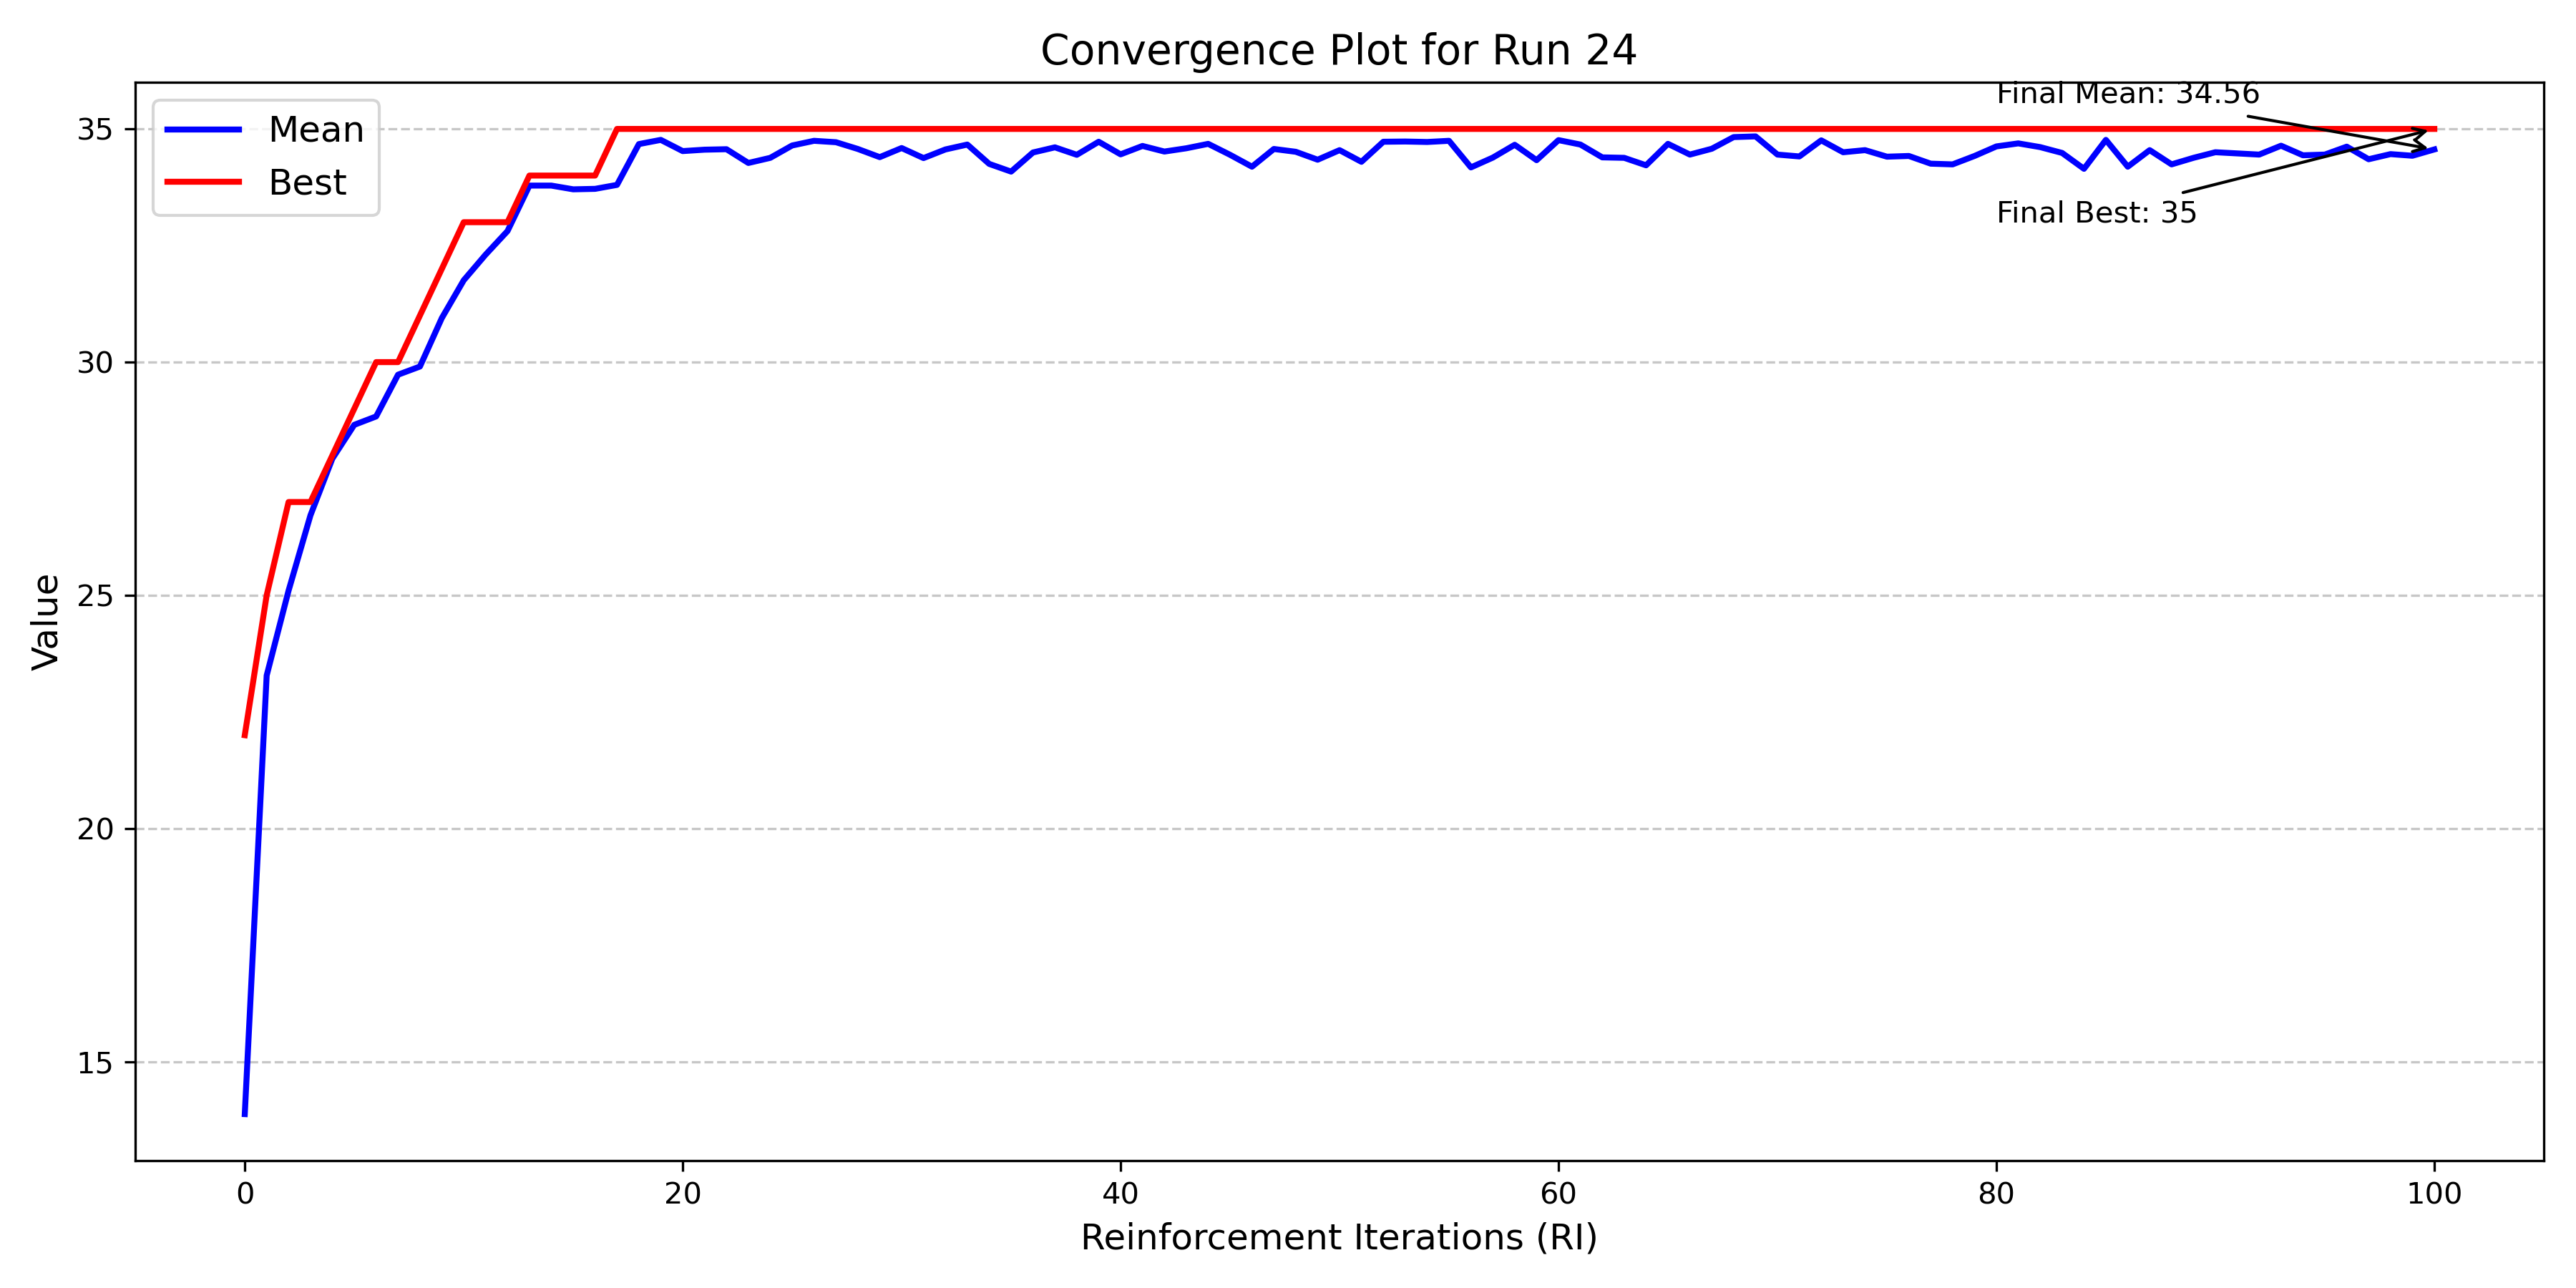 Convergence Plot for Run 24
Mean
Best
Final Mean: 34.56
Final Best: 35
35
30
25
20
15
Value
0
20
40
60
80
100
Reinforcement Iterations (RI)